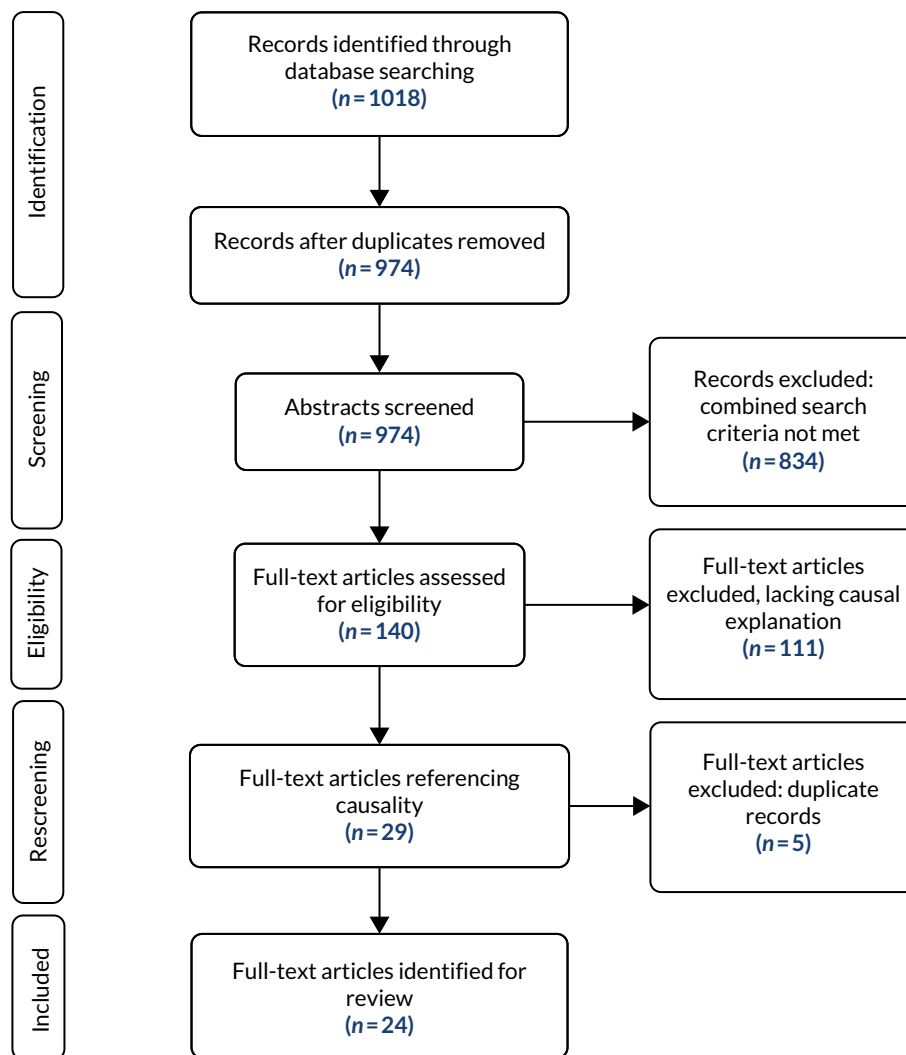 Identification
Records identified through
database searching
(n=1018)
Records after duplicates removed
(n=974)
Screening
Abstracts screened
(n=974)
Records excluded:
combined search
criteria not met
(n=834)
Eligibility
Full-text articles assessed
for eligibility
(n=140)
Full-text articles
excluded, lacking causal
explanation
(n=111)
Rescreening
Full-text articles referencing
causality
(n=29)
Full-text articles
excluded: duplicate
records
(n=5)
Included
Full-text articles identified for
review
(n=24)